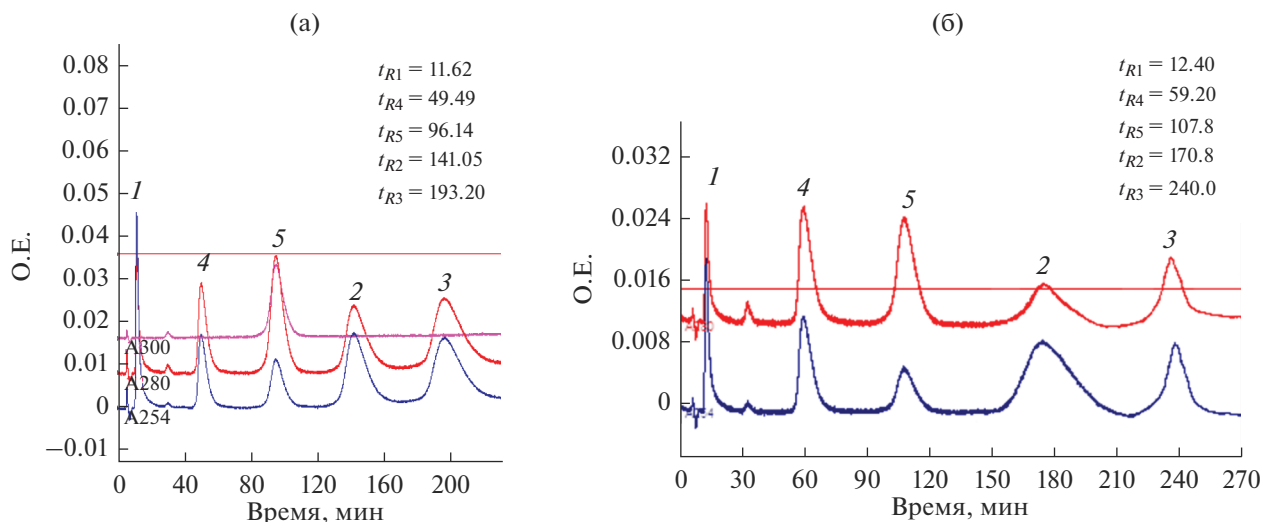 (а)
0.08
0.07
0.06
0.05
0.04
0.03
0.02
0.01
0
−0.01
О.Е.
t_R1 = 11.62
t_R4 = 49.49
t_R5 = 96.14
t_R2 = 141.05
t_R3 = 193.20
1
4
5
2
3
A300
A280
A254
0 40 80 120 160 200
Время, мин
(б)
0.032
0.024
0.016
0.008
0
О.Е.
t_R1 = 12.40
t_R4 = 59.20
t_R5 = 107.8
t_R2 = 170.8
t_R3 = 240.0
1
4
5
2
3
0 30 60 90 120 150 180 210 240 270
Время, мин